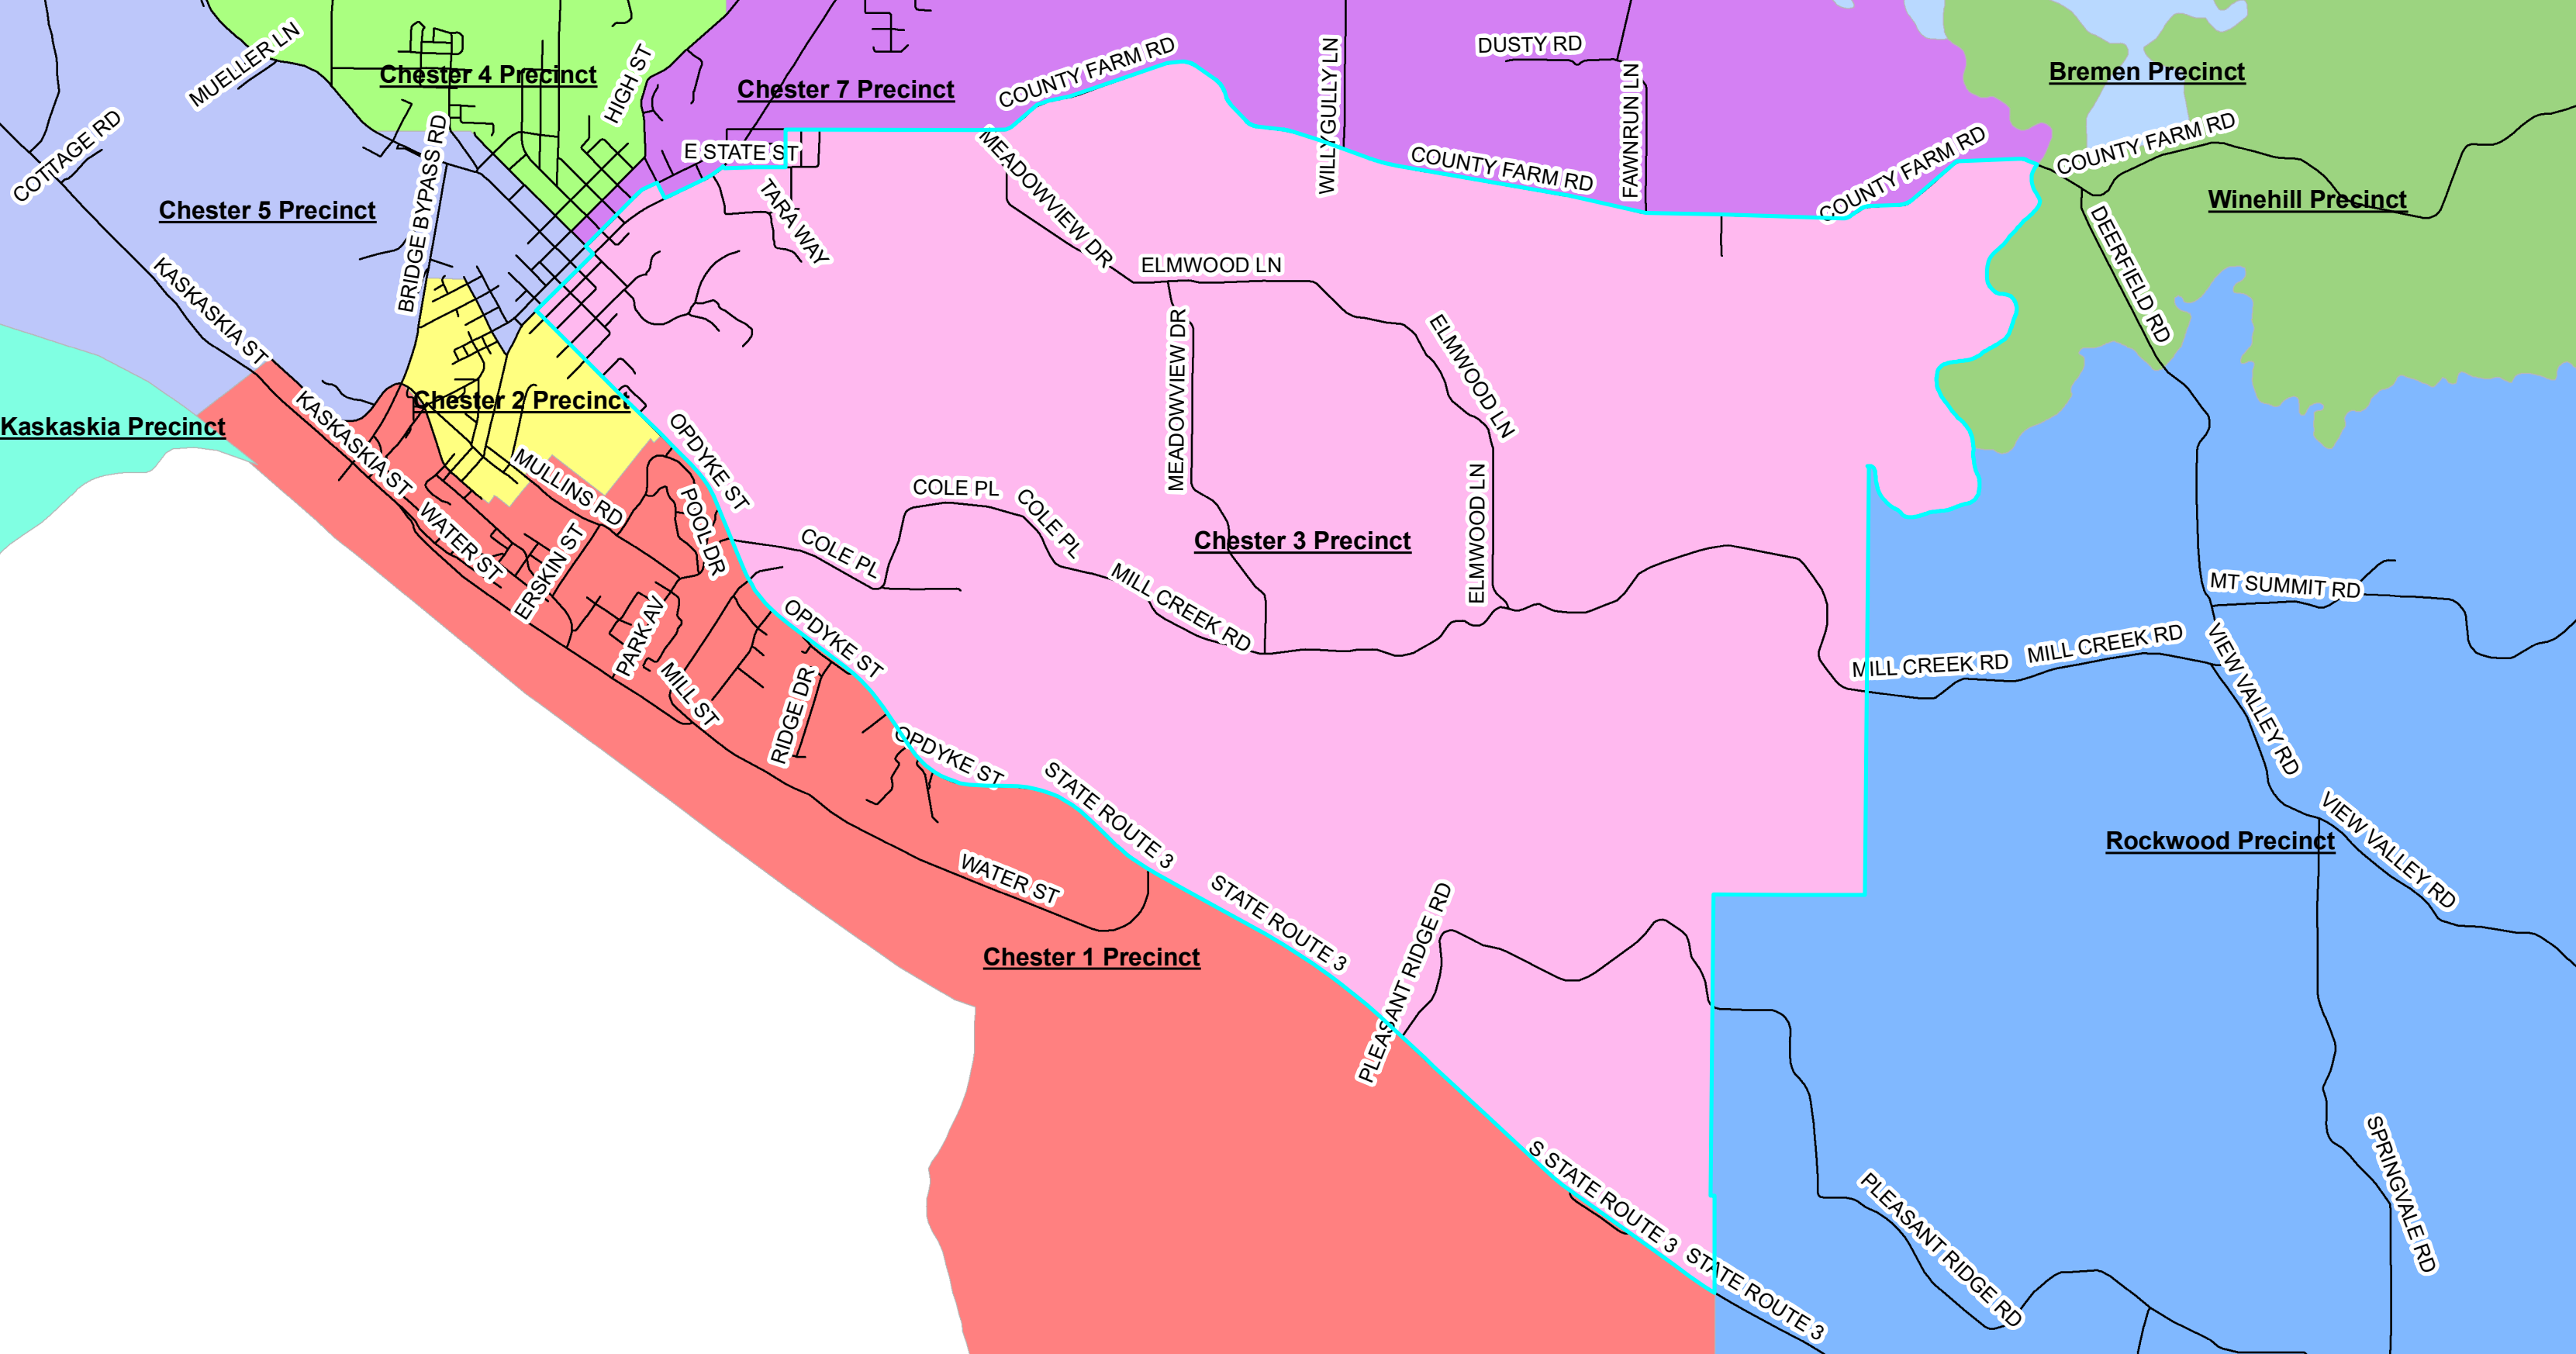 MUELLER LN
Chester 4 Precinct
HIGH ST
Chester 7 Precinct
COUNTY FARM RD
WILLYGULLY LN
DUSTY RD
FAWNRUN LN
Bremen Precinct
COUNTY FARM RD
COTTAGE RD
BRIDGE BYPASS RD
E STATE ST
MEADOWVIEW DR
COUNTY FARM RD
COUNTY FARM RD
Winehill Precinct
Chester 5 Precinct
TARA WAY
ELMWOOD LN
DEERFIELD RD
KASKASKIA ST
MEADOWVIEW DR
ELMWOOD LN
Kaskaskia Precinct
Chester 2 Precinct
KASKASKIA ST
OPDYKE ST
MULLINS RD
POOL DR
COLE PL
COLE PL
COLE PL
ELMWOOD LN
WATER ST
ERSKIN ST
Chester 3 Precinct
MILL CREEK RD
MT SUMMIT RD
PARK AV
OPDYKE ST
MILL CREEK RD
MILL CREEK RD
VIEW VALLEY RD
MILL ST
RIDGE DR
OPDYKE ST
STATE ROUTE 3
VIEW VALLEY RD
Rockwood Precinct
WATER ST
STATE ROUTE 3
PLEASANT RIDGE RD
Chester 1 Precinct
S STATE ROUTE 3
STATE ROUTE 3
PLEASANT RIDGE RD
SPRINGVALE RD